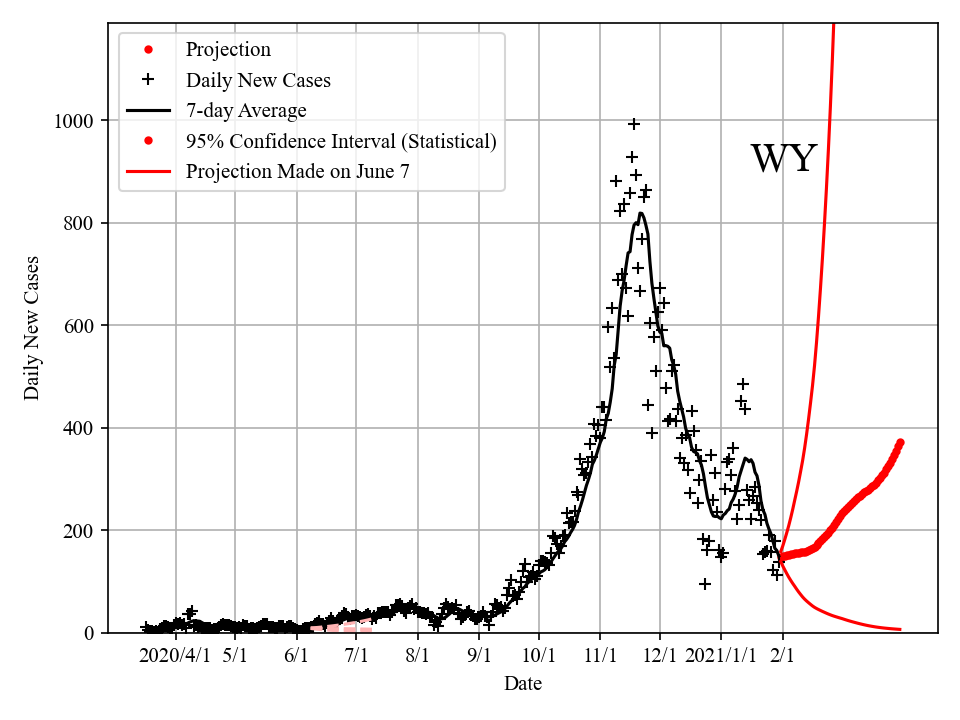 Projection
Daily New Cases
7-day Average
95% Confidence Interval (Statistical)
Projection Made on June 7
WY
Daily New Cases
1000
800
600
400
200
0
2020/4/1 5/1 6/1 7/1 8/1 9/1 10/1 11/1 12/1 2021/1/1 2/1
Date